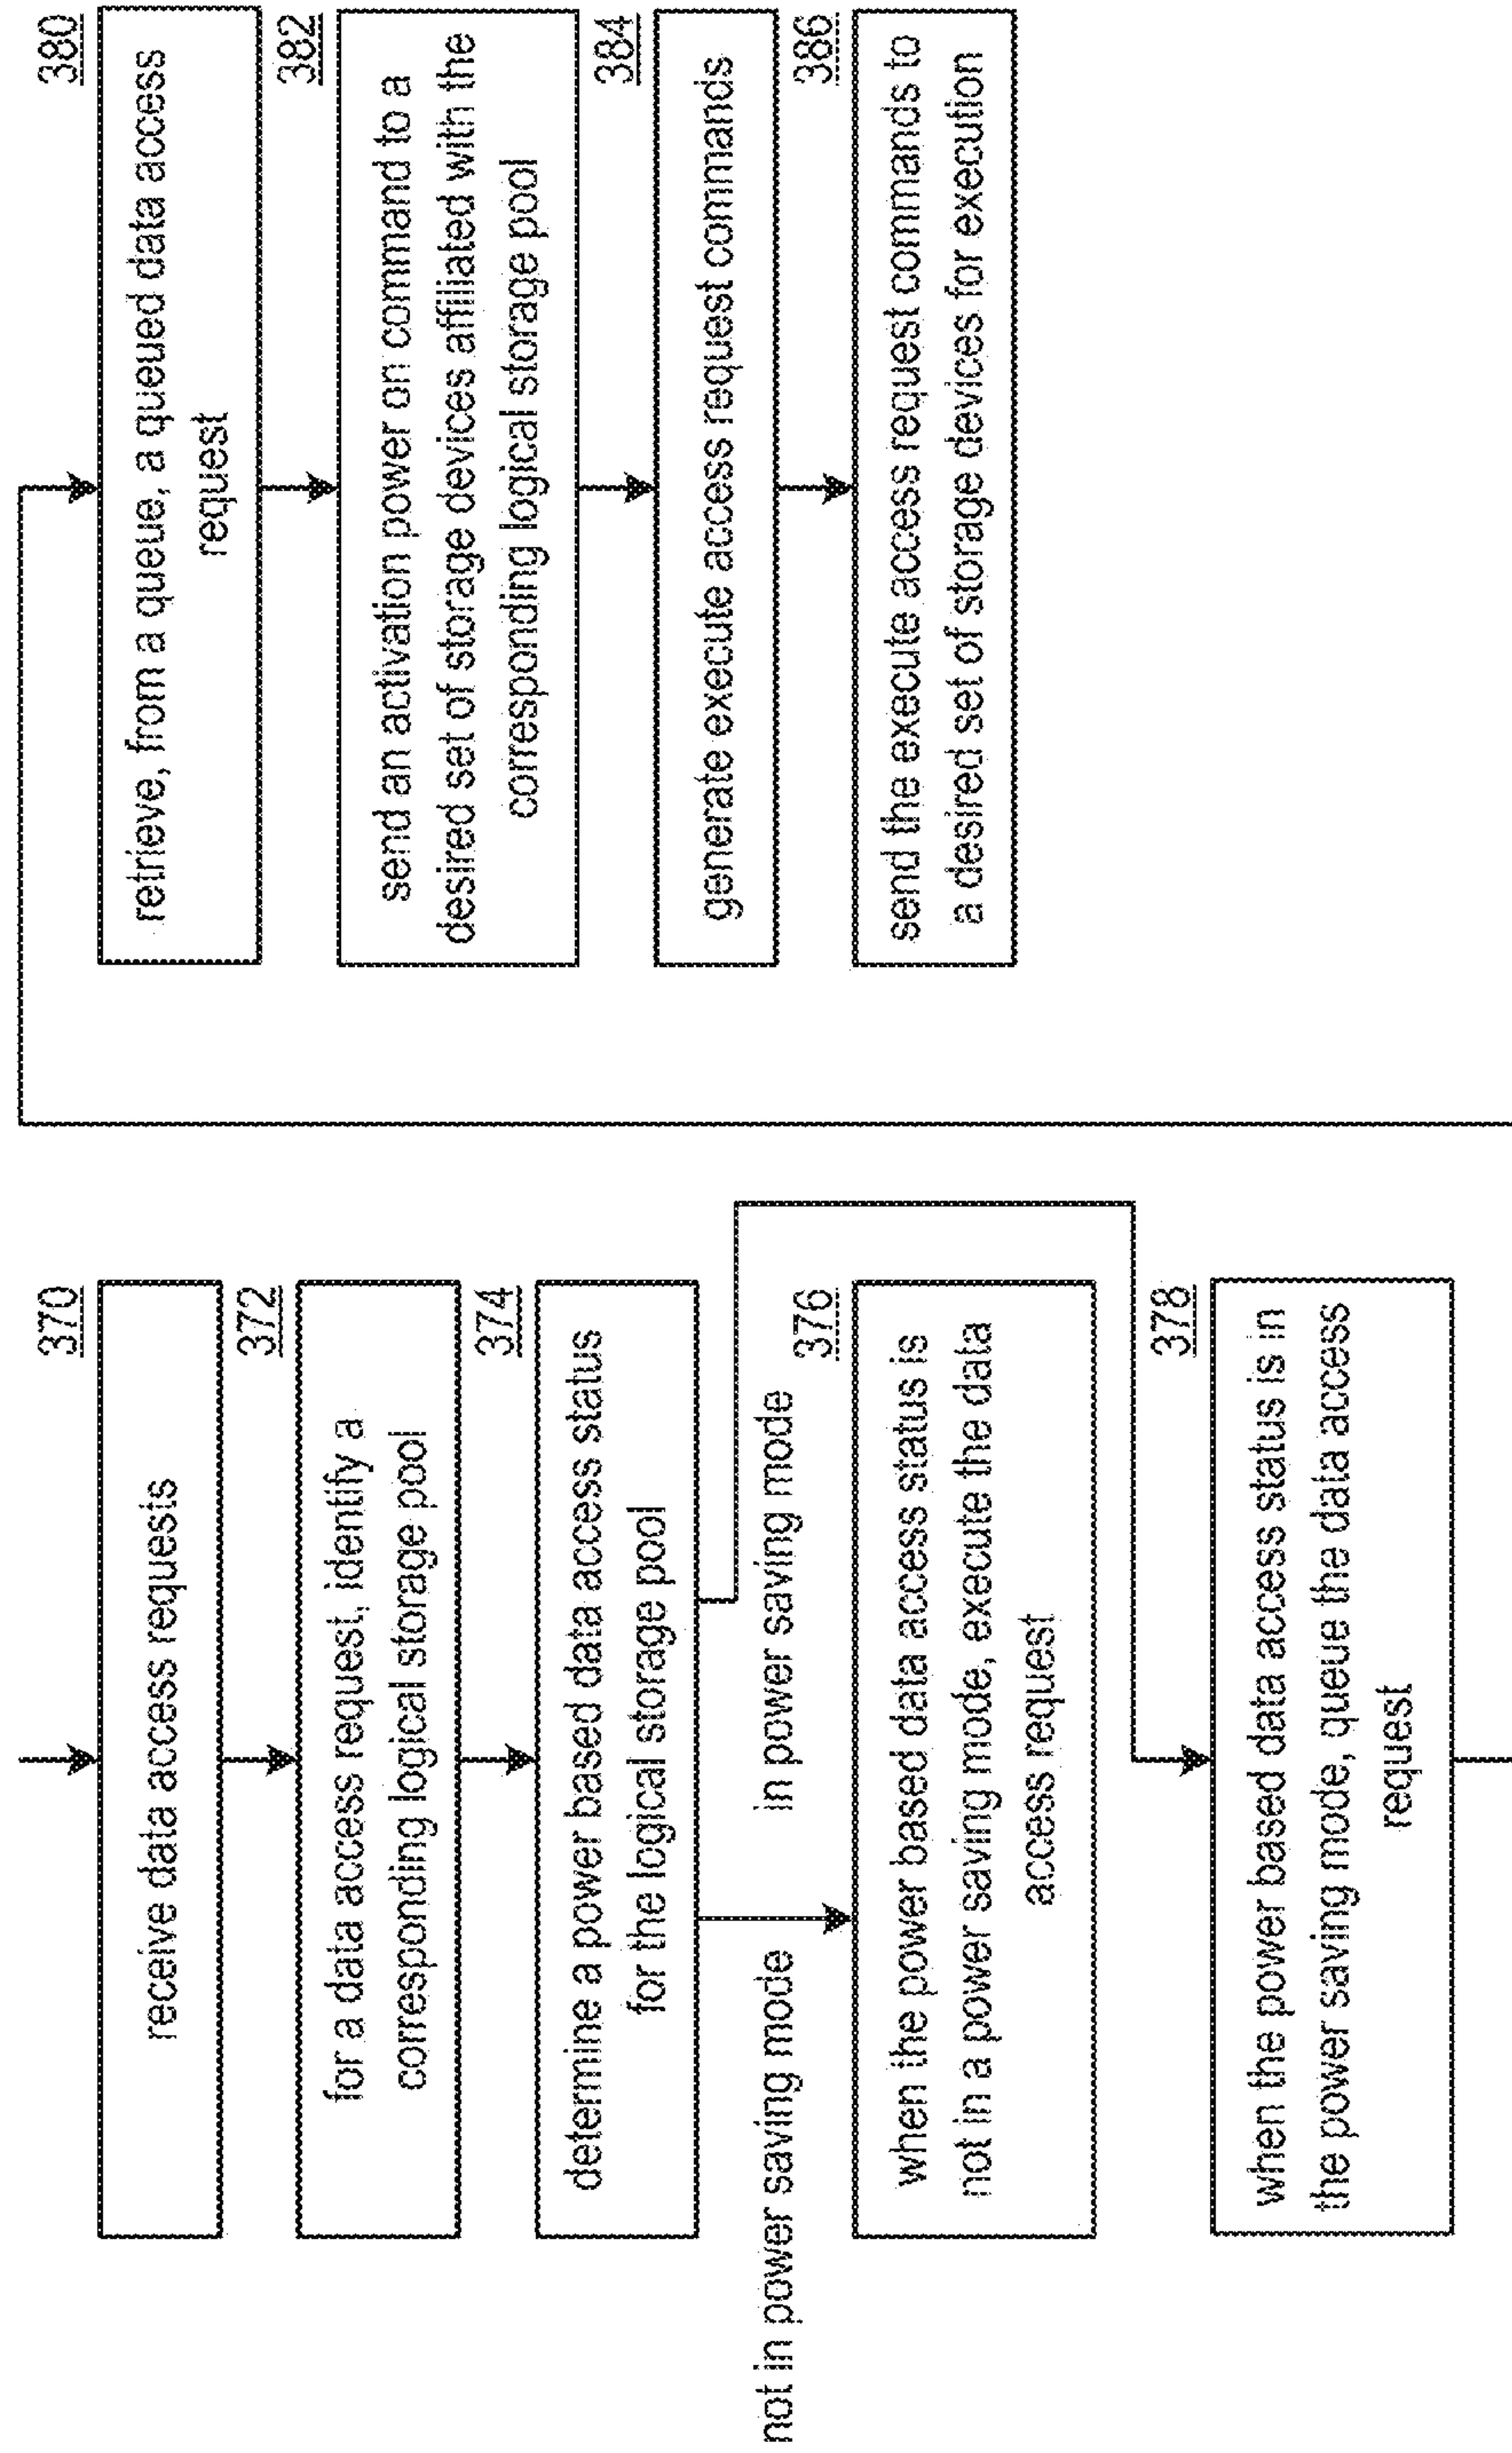 370
receive data access requests
372
for a data access request, identify a
corresponding logical storage pool
374
determine a power based data access status
for the logical storage pool
not in power saving mode
in power saving mode
376
when the power based data access status is
not in a power saving mode, execute the data
access request
378
when the power based data access status is in
the power saving mode, queue the data access
request
380
retrieve, from a queue, a queued data access
request
382
send an activation power on command to a
desired set of storage devices affiliated with the
corresponding logical storage pool
384
generate execute access request commands
386
send the execute access request commands to
a desired set of storage devices for execution